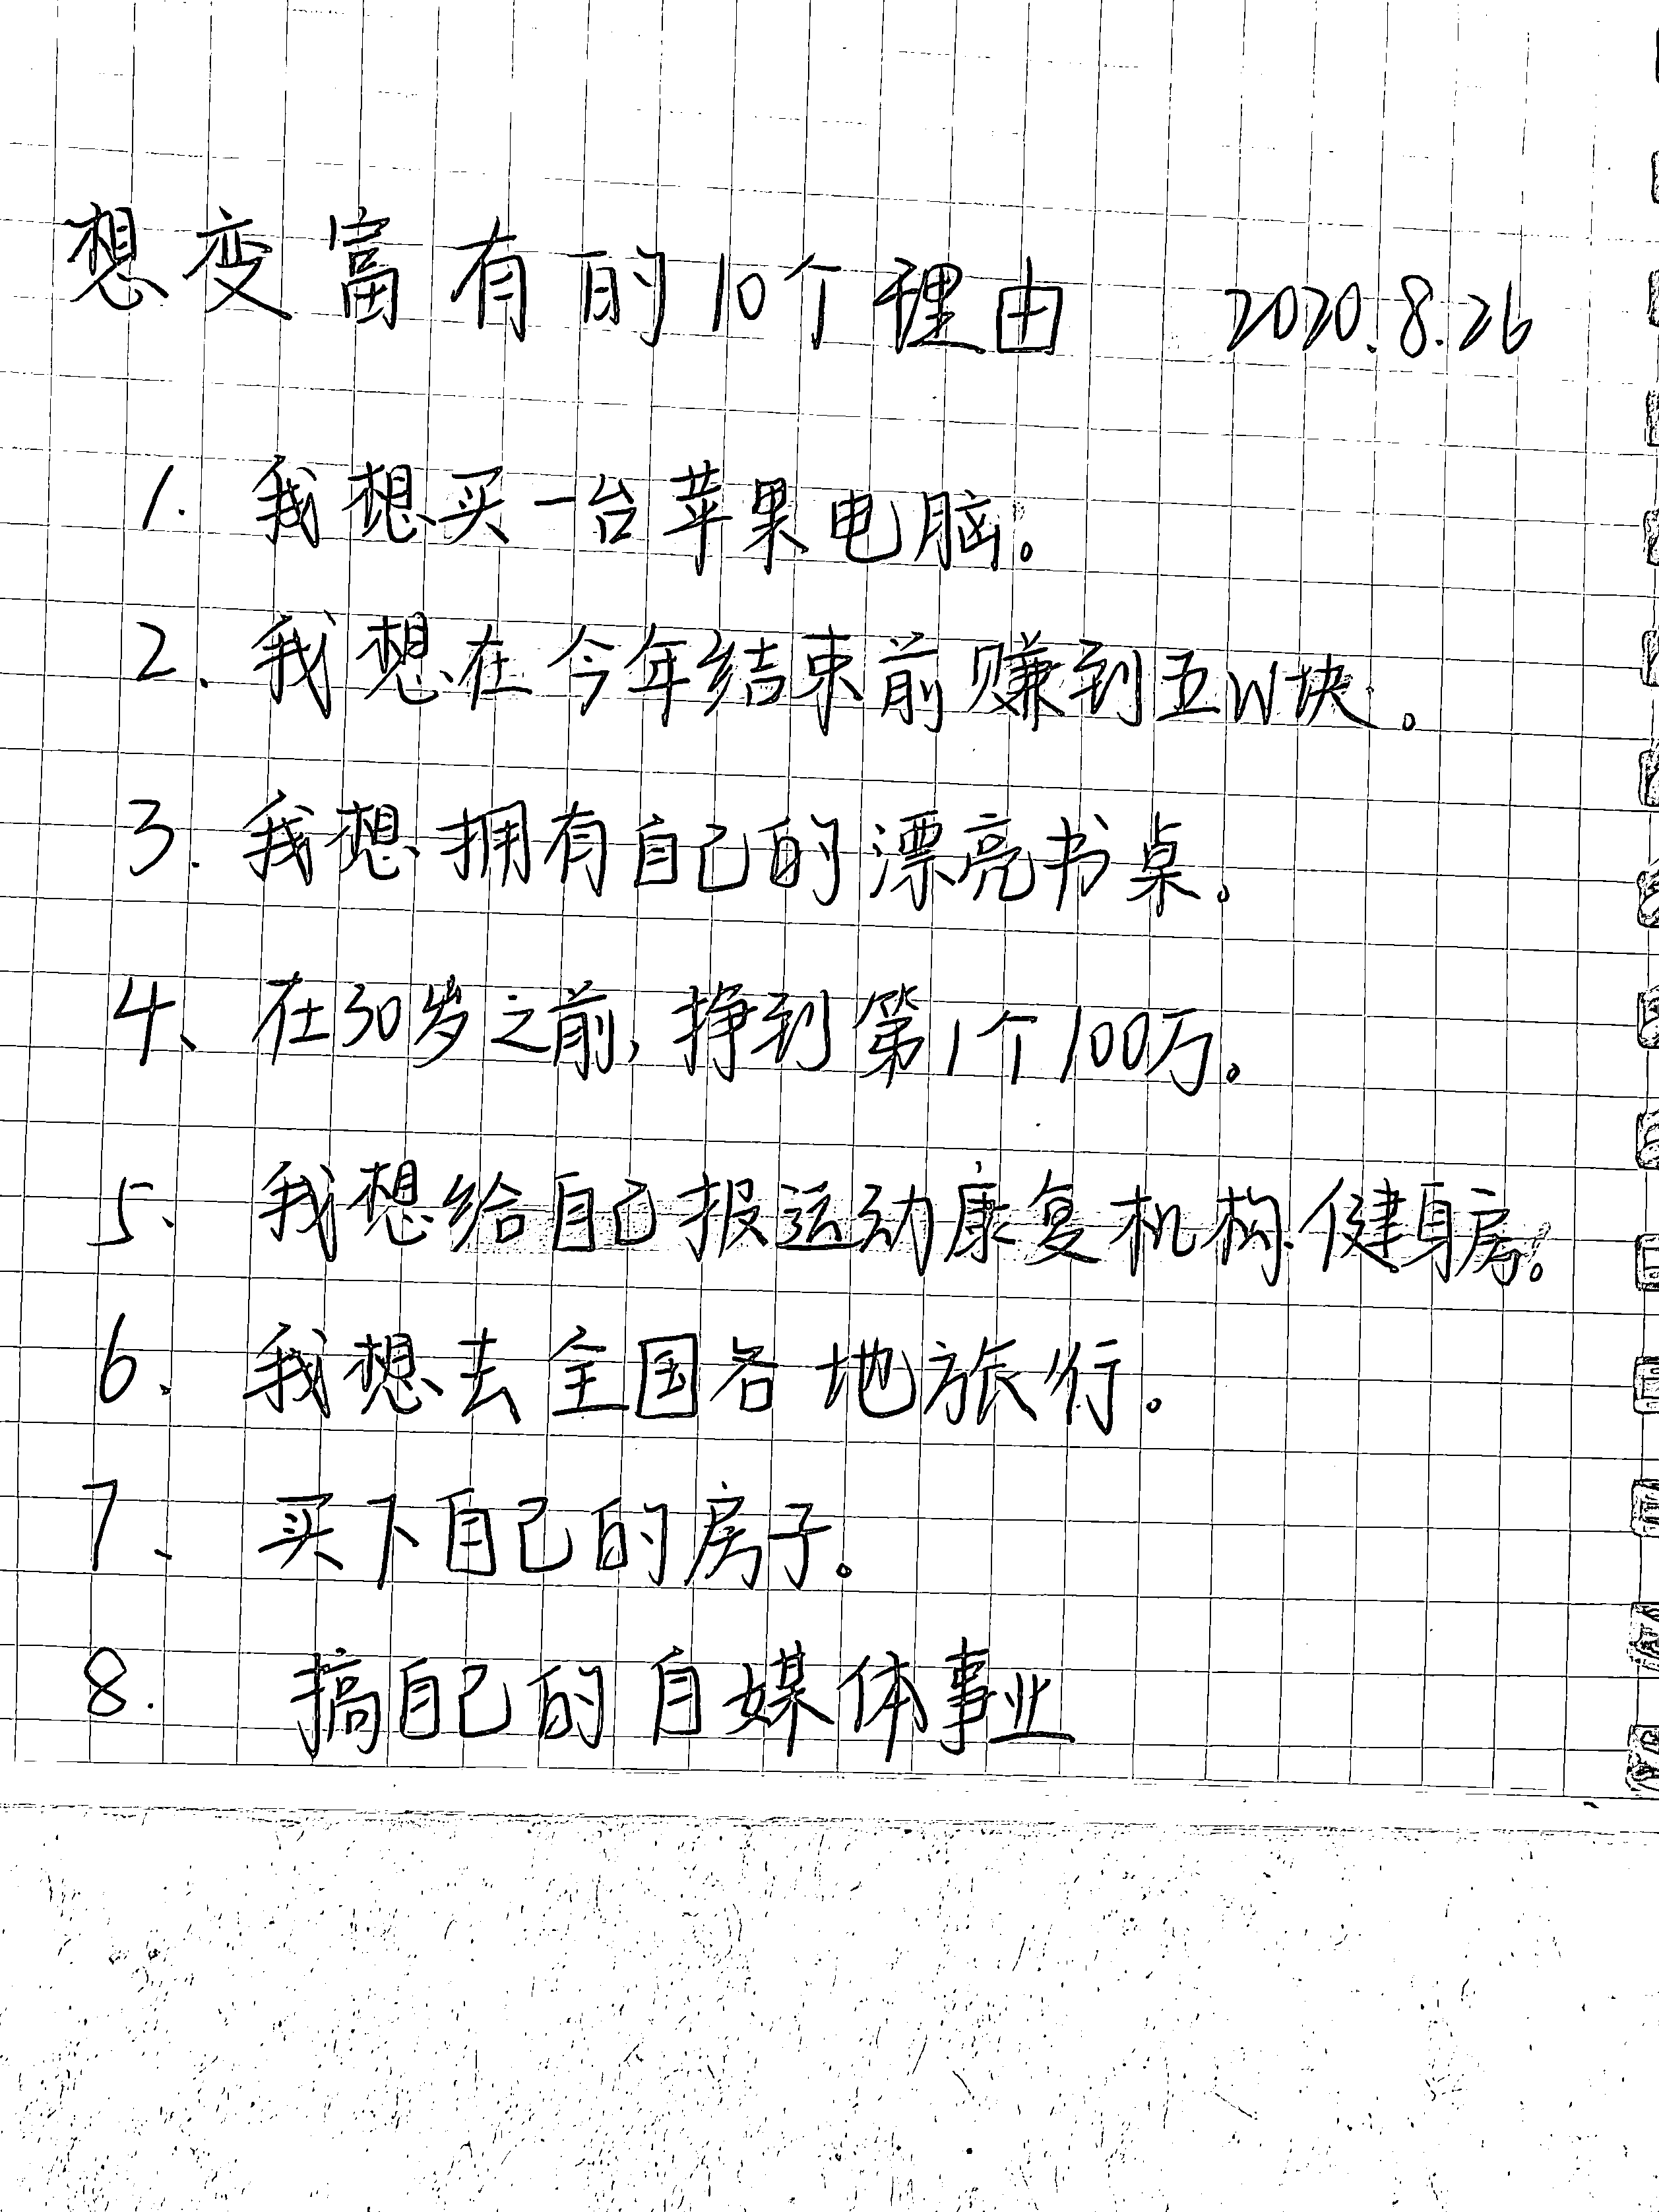 想变富有的10个理由 2020.8.26
1. 我想买一台苹果电脑。
2. 我想在今年结束前赚到五W块。
3. 我想拥有自己的漂亮书桌。
4、在30岁之前,挣到第1个100万。
5、我想给自己报运动康复机构.健身房。
6、我想去全国各地旅行。
7、买下自己的房子。
8. 搞自己的自媒体事业